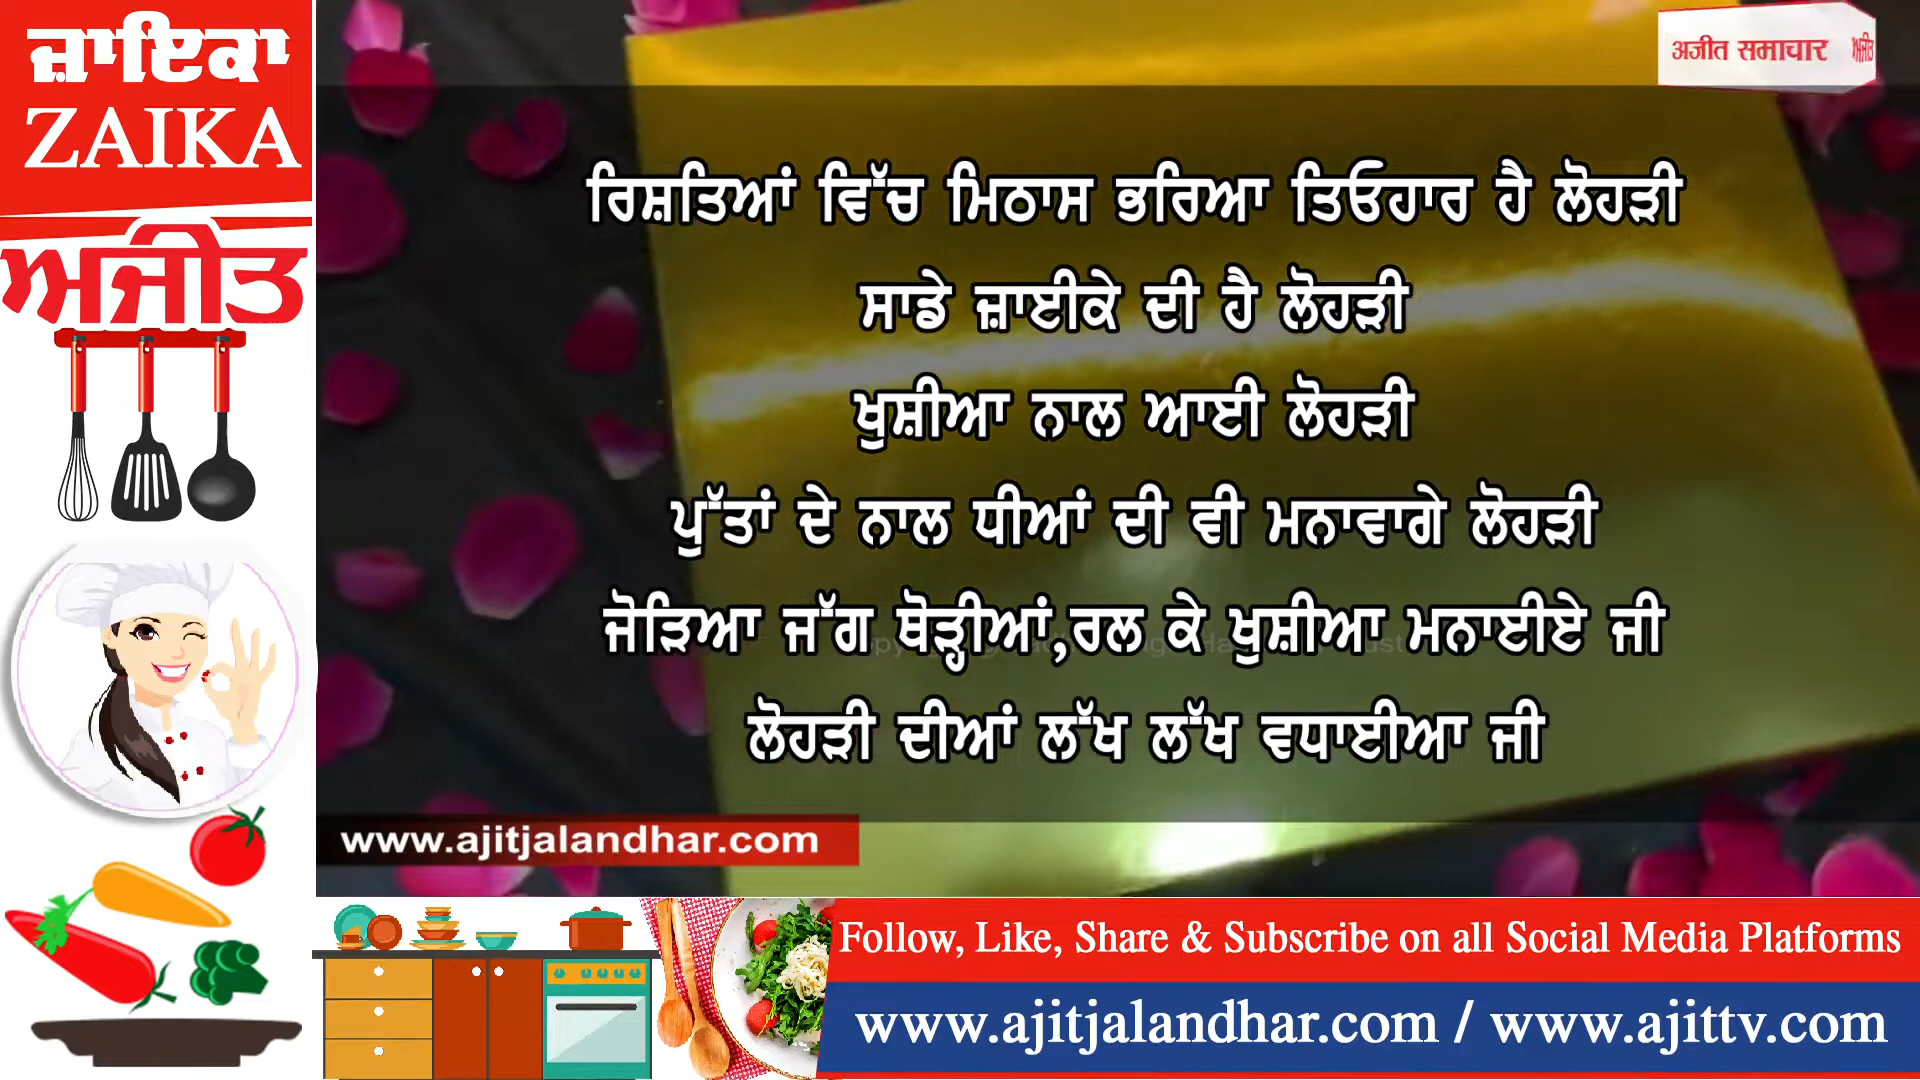 ਜ਼ਾਇਕਾ
ZAIKA
ਅਜੀਤ
अजीत समाचार
ਅਜੀਤ
ਰਿਸ਼ਤਿਆਂ ਵਿੱਚ ਮਿਠਾਸ ਭਰਿਆ ਤਿਓਹਾਰ ਹੈ ਲੋਹੜੀ
ਸਾਡੇ ਜ਼ਾਈਕੇ ਦੀ ਹੈ ਲੋਹੜੀ
ਖੁਸ਼ੀਆ ਨਾਲ ਆਈ ਲੋਹੜੀ
ਪੁੱਤਾਂ ਦੇ ਨਾਲ ਧੀਆਂ ਦੀ ਵੀ ਮਨਾਵਾਗੇ ਲੋਹੜੀ
ਜੋੜਿਆ ਜੱਗ ਥੋੜ੍ਹੀਆਂ,ਰਲ ਕੇ ਖੁਸ਼ੀਆ ਮਨਾਈਏ ਜੀ
ਲੋਹੜੀ ਦੀਆਂ ਲੱਖ ਲੱਖ ਵਧਾਈਆ ਜੀ
www.ajitjalandhar.com
Follow, Like, Share & Subscribe on all Social Media Platforms
www.ajitjalandhar.com / www.ajittv.com